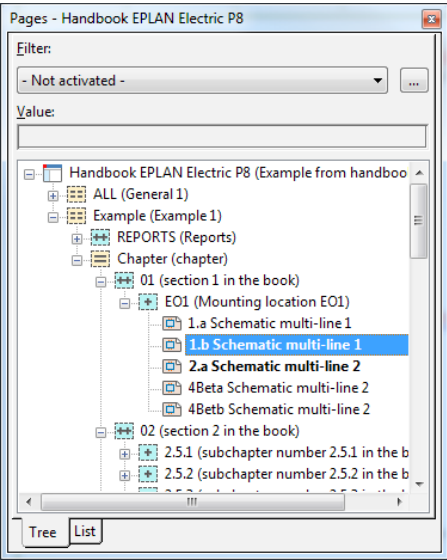 Pages - Handbook EPLAN Electric P8
Filter:
- Not activated -
...
Value:
Handbook EPLAN Electric P8 (Example from handboo
ALL (General 1)
Example (Example 1)
REPORTS (Reports)
Chapter (chapter)
01 (section 1 in the book)
EO1 (Mounting location EO1)
1.a Schematic multi-line 1
1.b Schematic multi-line 1
2.a Schematic multi-line 2
4Beta Schematic multi-line 2
4Betb Schematic multi-line 2
02 (section 2 in the book)
2.5.1 (subchapter number 2.5.1 in the b
2.5.2 (subchapter number 2.5.2 in the b
Tree List